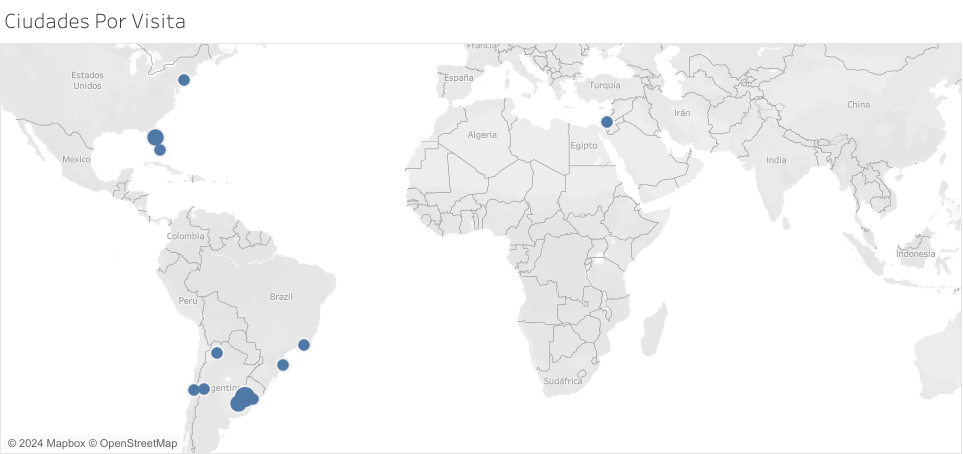 Ciudades Por Visita
Francia
Estados
Unidos
España
Turquía
China
Irán
Algeria
Egipto
Mexico
India
Colombia
Indonesia
Perú
Brazil
Sudáfrica
rgentin
© 2024 Mapbox © OpenStreetMap